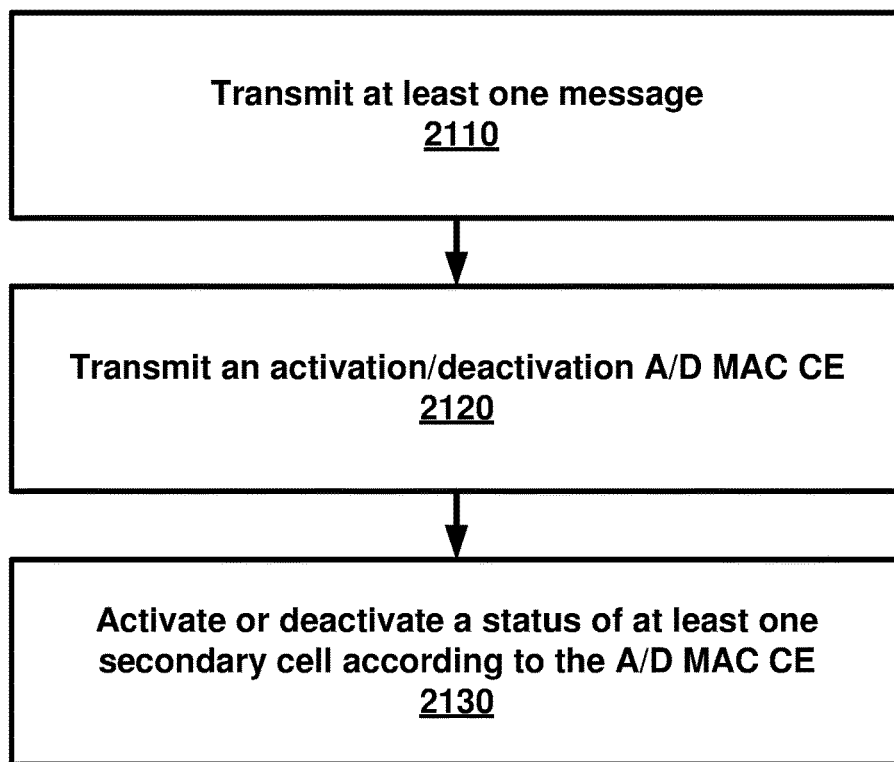 Transmit at least one message
2110
Transmit an activation/deactivation A/D MAC CE
2120
Activate or deactivate a status of at least one
secondary cell according to the A/D MAC CE
2130